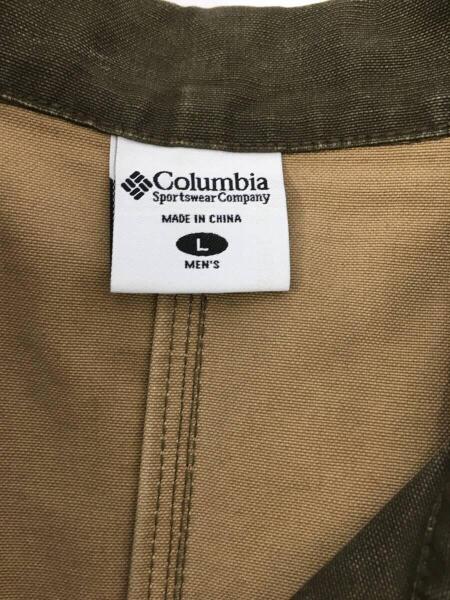 Columbia
Sportswear Company
MADE IN CHINA
L
MEN'S